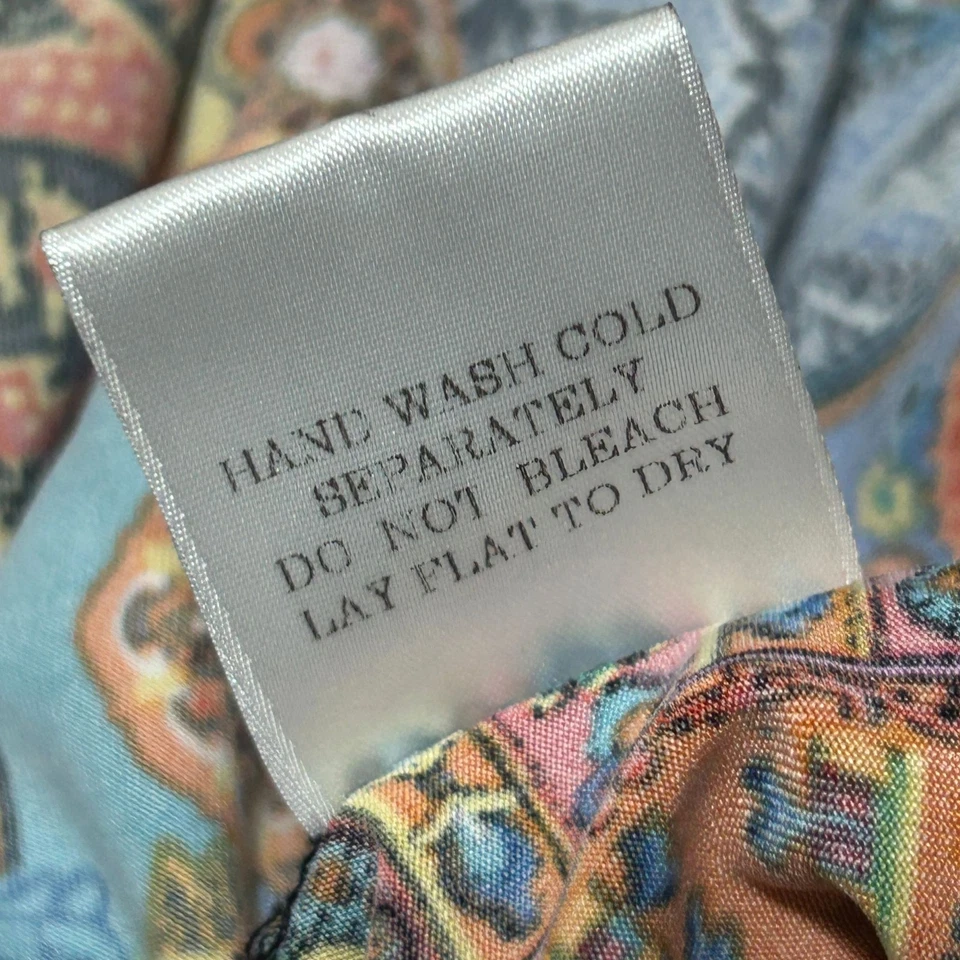 HAND WASH COLD
SEPARATELY
DO NOT BLEACH
LAY FLAT TO DRY